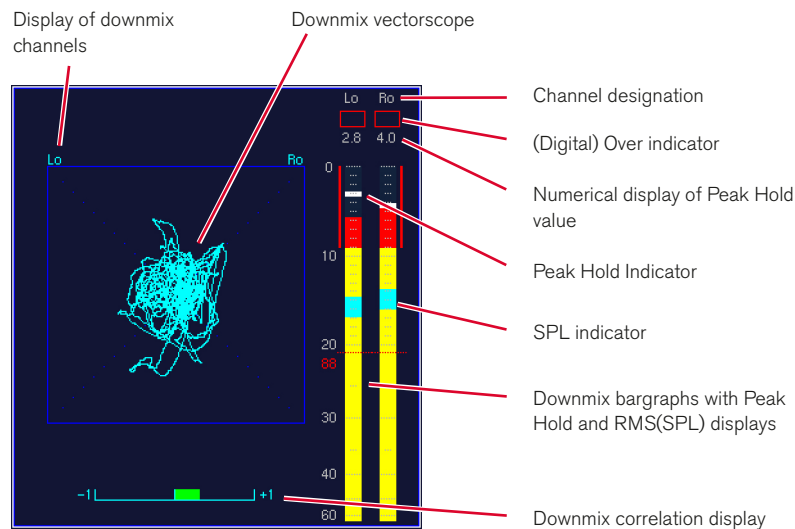 Display of downmix
channels
Downmix vectorscope
Lo Ro
2.8 4.0
Lo Ro
0
10
20
88
30
40
60
-1 +1
Channel designation
(Digital) Over indicator
Numerical display of Peak Hold
value
Peak Hold Indicator
SPL indicator
Downmix bargraphs with Peak
Hold and RMS(SPL) displays
Downmix correlation display